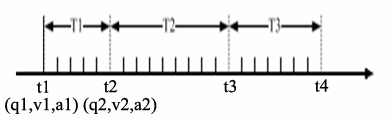 T1 T2 T3
t1 t2 t3 t4
(q1,v1,a1) (q2,v2,a2)